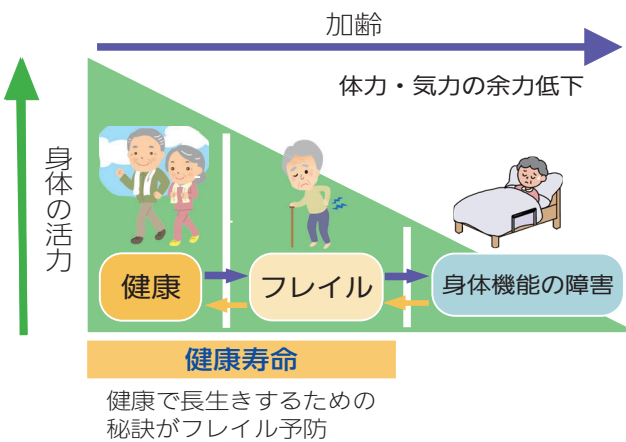 加齢
体力・気力の余力低下
身体の活力
健康
フレイル
身体機能の障害
健康寿命
健康で長生きするための
秘訣がフレイル予防